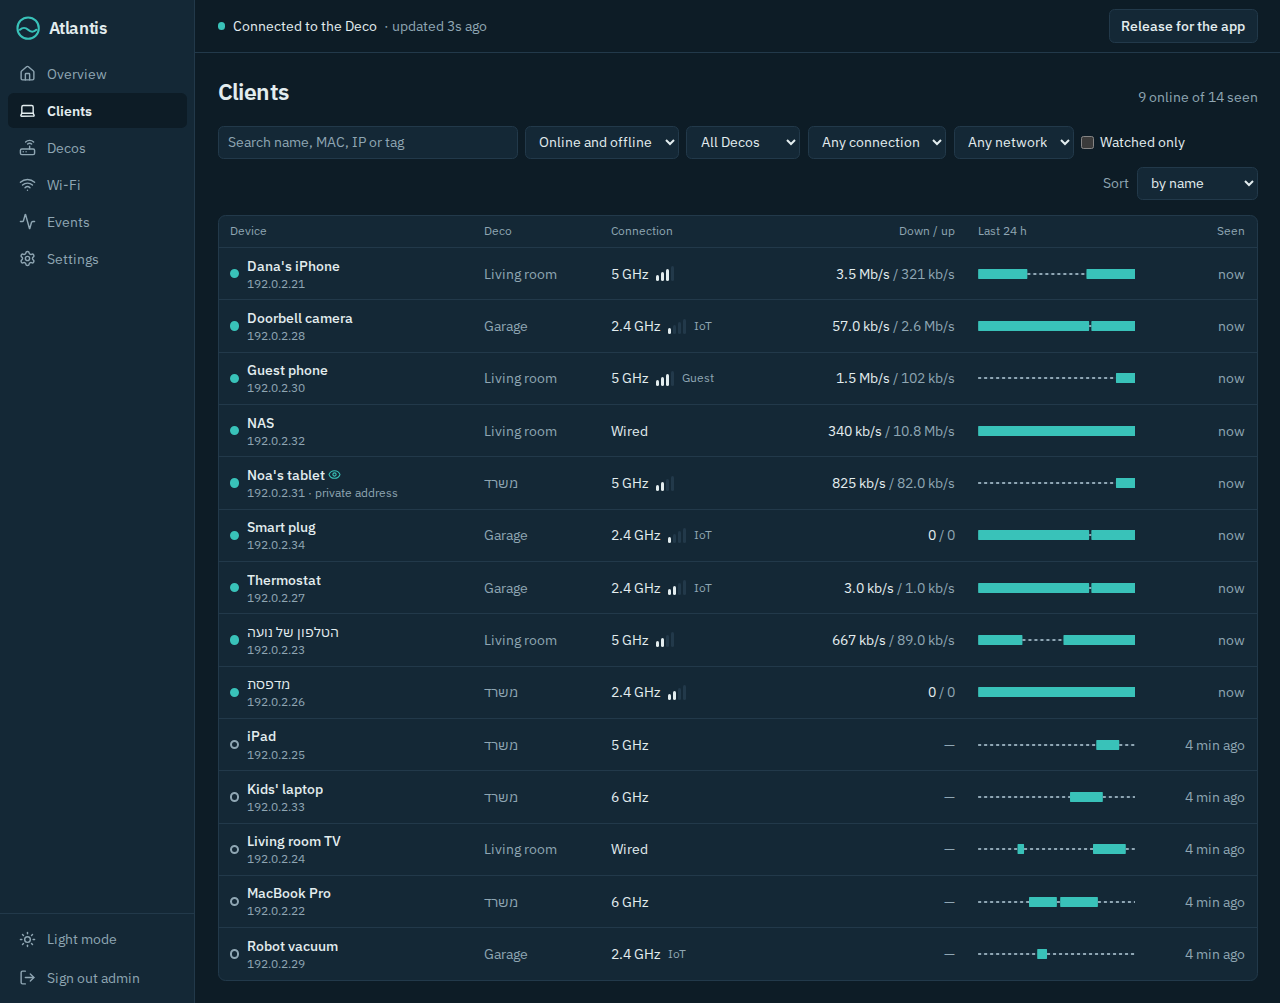 Atlantis
Connected to the Deco · updated 3s ago
Release for the app
Overview
Clients
Decos
Wi-Fi
Events
Settings
Light mode
Sign out admin
Clients
9 online of 14 seen
Search name, MAC, IP or tag
Online and offline
All Decos
Any connection
Any network
Watched only
Sort by name
Device Deco Connection Down / up Last 24 h Seen
Dana's iPhone
192.0.2.21
Living room 5 GHz 3.5 Mb/s / 321 kb/s now
Doorbell camera
192.0.2.28
Garage 2.4 GHz IoT 57.0 kb/s / 2.6 Mb/s now
Guest phone
192.0.2.30
Living room 5 GHz Guest 1.5 Mb/s / 102 kb/s now
NAS
192.0.2.32
Living room Wired 340 kb/s / 10.8 Mb/s now
Noa's tablet
192.0.2.31 · private address
משרד 5 GHz 825 kb/s / 82.0 kb/s now
Smart plug
192.0.2.34
Garage 2.4 GHz IoT 0 / 0 now
Thermostat
192.0.2.27
Garage 2.4 GHz IoT 3.0 kb/s / 1.0 kb/s now
הטלפון של נועה
192.0.2.23
Living room 5 GHz 667 kb/s / 89.0 kb/s now
מדפסת
192.0.2.26
משרד 2.4 GHz 0 / 0 now
iPad
192.0.2.25
משרד 5 GHz — 4 min ago
Kids' laptop
192.0.2.33
משרד 6 GHz — 4 min ago
Living room TV
192.0.2.24
Living room Wired — 4 min ago
MacBook Pro
192.0.2.22
משרד 6 GHz — 4 min ago
Robot vacuum
192.0.2.29
Garage 2.4 GHz IoT — 4 min ago